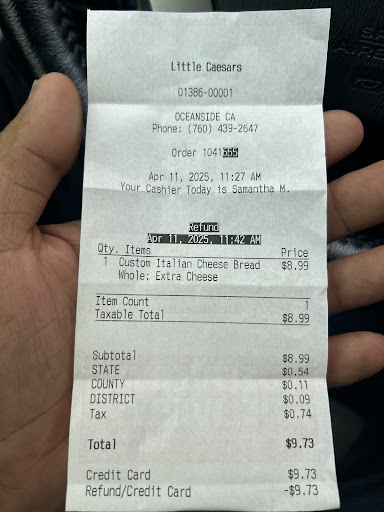 Little Caesars
01386-00001
OCEANSIDE CA
Phone: (760) 439-2647
Order 1041666
Apr 11, 2025, 11:27 AM
Your Cashier Today is Samantha M.
Refund
Apr 11, 2025, 11:42 AM
Qty. Items Price
1 Custom Italian Cheese Bread $8.99
Whole: Extra Cheese
Item Count 1
Taxable Total $8.99
Subtotal $8.99
STATE $0.54
COUNTY $0.11
DISTRICT $0.09
Tax $0.74
Total $9.73
Credit Card $9.73
Refund/Credit Card -$9.73